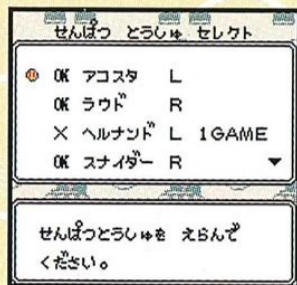 せんぱつ とうしゅ セレクト
OK アコスタ L
OK ラウド R
× ヘルナンド L 1GAME
OK スナイダー R ▼
せんぱつとうしゅを えらんで
ください。